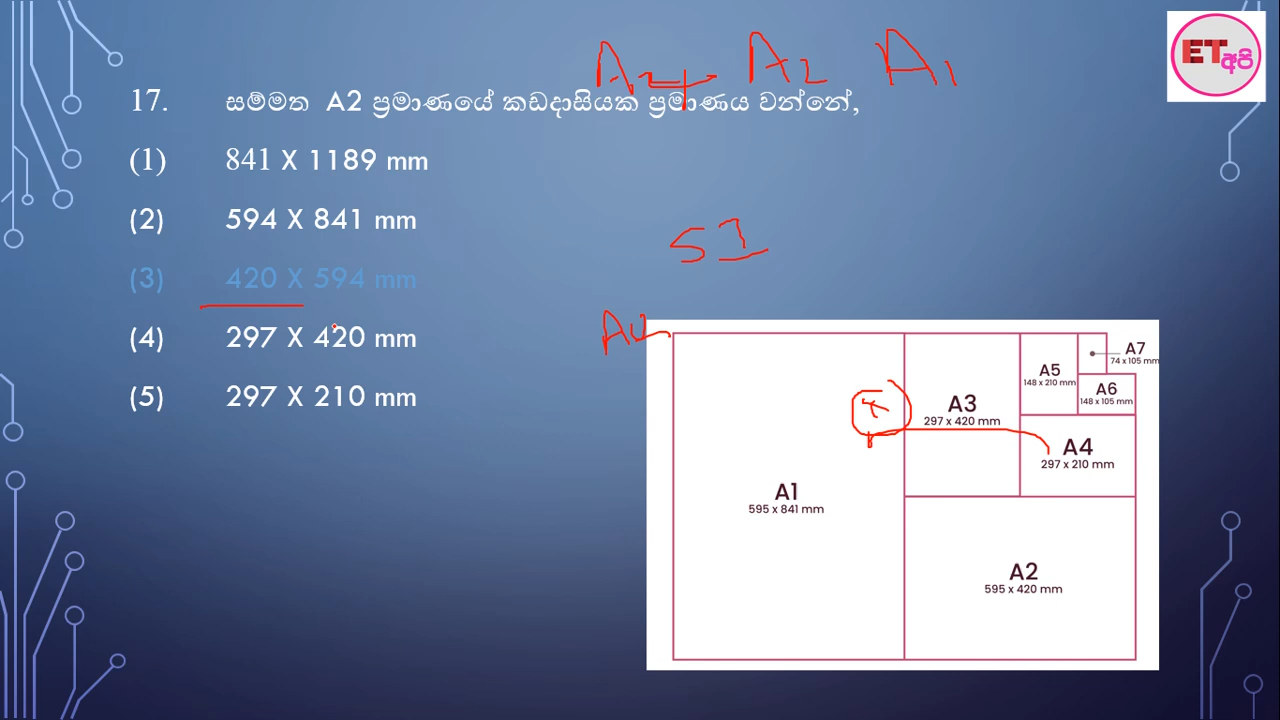 A4 A2 A1
ET අපි
17. සම්මත A2 ප්‍රමාණයේ කඩදාසියක ප්‍රමාණය වන්නේ,
(1) 841 X 1189 mm
(2) 594 X 841 mm
SI
(3) 420 X 594 mm
(4) 297 X 420 mm
(5) 297 X 210 mm
A7
74 x 105 mm
A5
148 x 210 mm
A6
148 x 105 mm
A3
297 x 420 mm
A4
297 x 210 mm
A1
595 x 841 mm
A2
595 x 420 mm